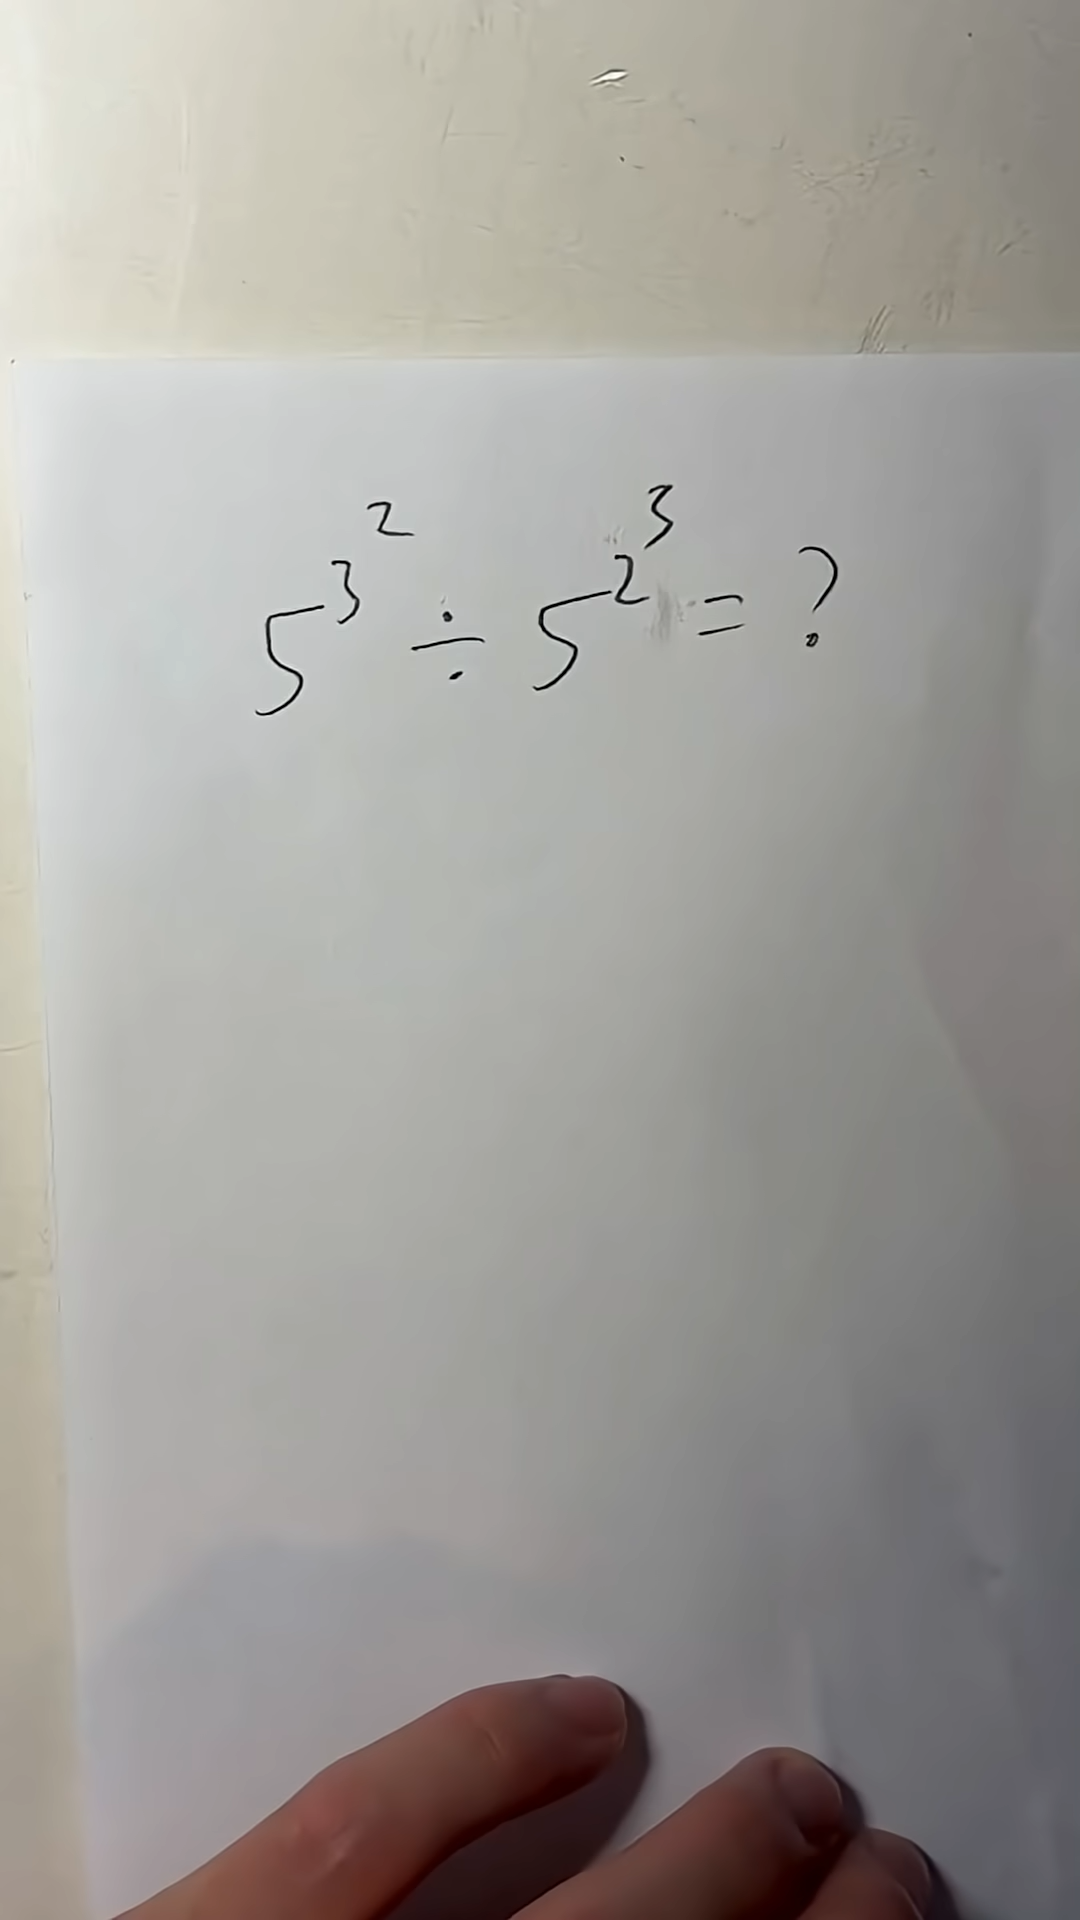 5^{3^2} ÷ 5^{2^3} = ?